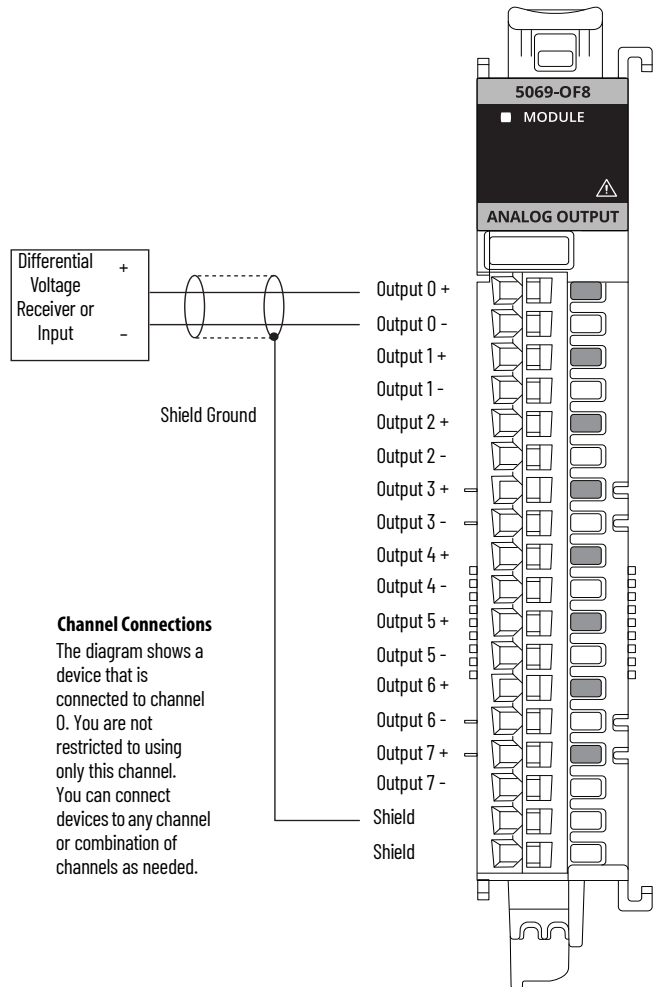 5069-OF8
MODULE
ANALOG OUTPUT
Differential
Voltage
Receiver or
Input
+
–
Shield Ground
Output 0 +
Output 0 -
Output 1 +
Output 1 -
Output 2 +
Output 2 -
Output 3 +
Output 3 -
Output 4 +
Output 4 -
Output 5 +
Output 5 -
Output 6 +
Output 6 -
Output 7 +
Output 7 -
Shield
Shield
Channel Connections
The diagram shows a
device that is
connected to channel
0. You are not
restricted to using
only this channel.
You can connect
devices to any channel
or combination of
channels as needed.